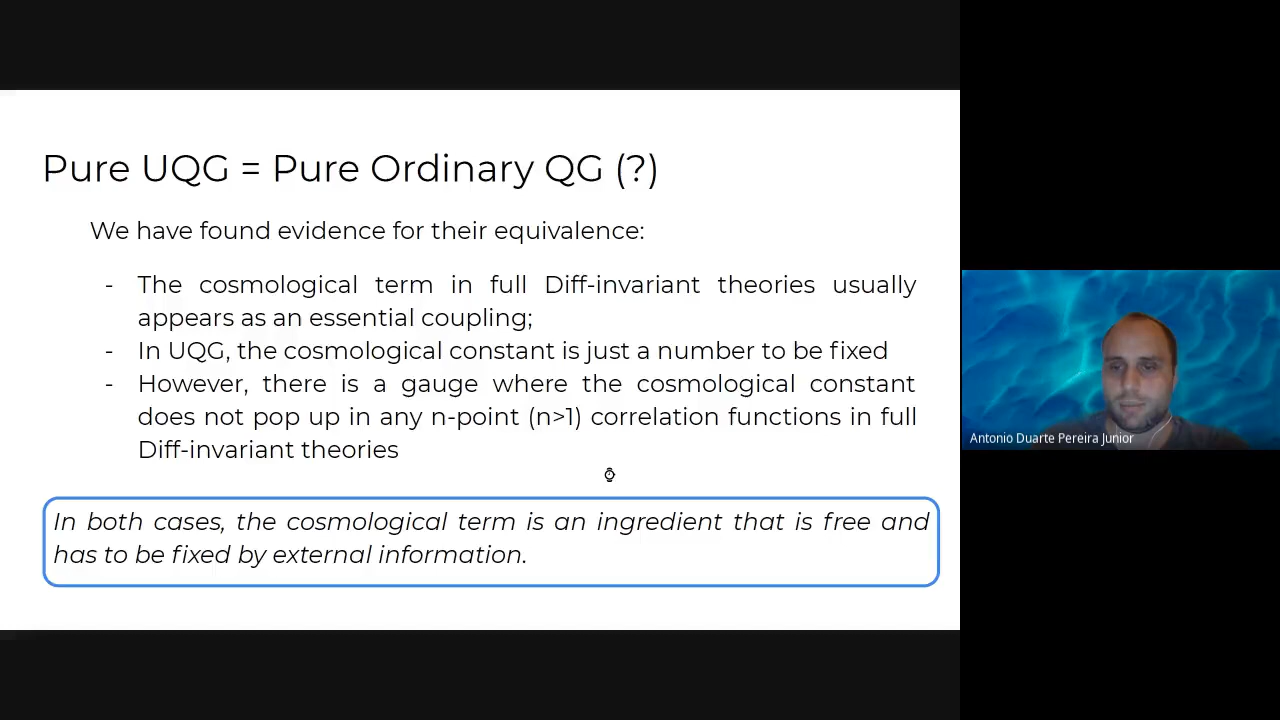 Pure UQG = Pure Ordinary QG (?)
We have found evidence for their equivalence:
- The cosmological term in full Diff-invariant theories usually
appears as an essential coupling;
- In UQG, the cosmological constant is just a number to be fixed
- However, there is a gauge where the cosmological constant
does not pop up in any n-point (n>1) correlation functions in full
Diff-invariant theories
In both cases, the cosmological term is an ingredient that is free and
has to be fixed by external information.
Antonio Duarte Pereira Junior